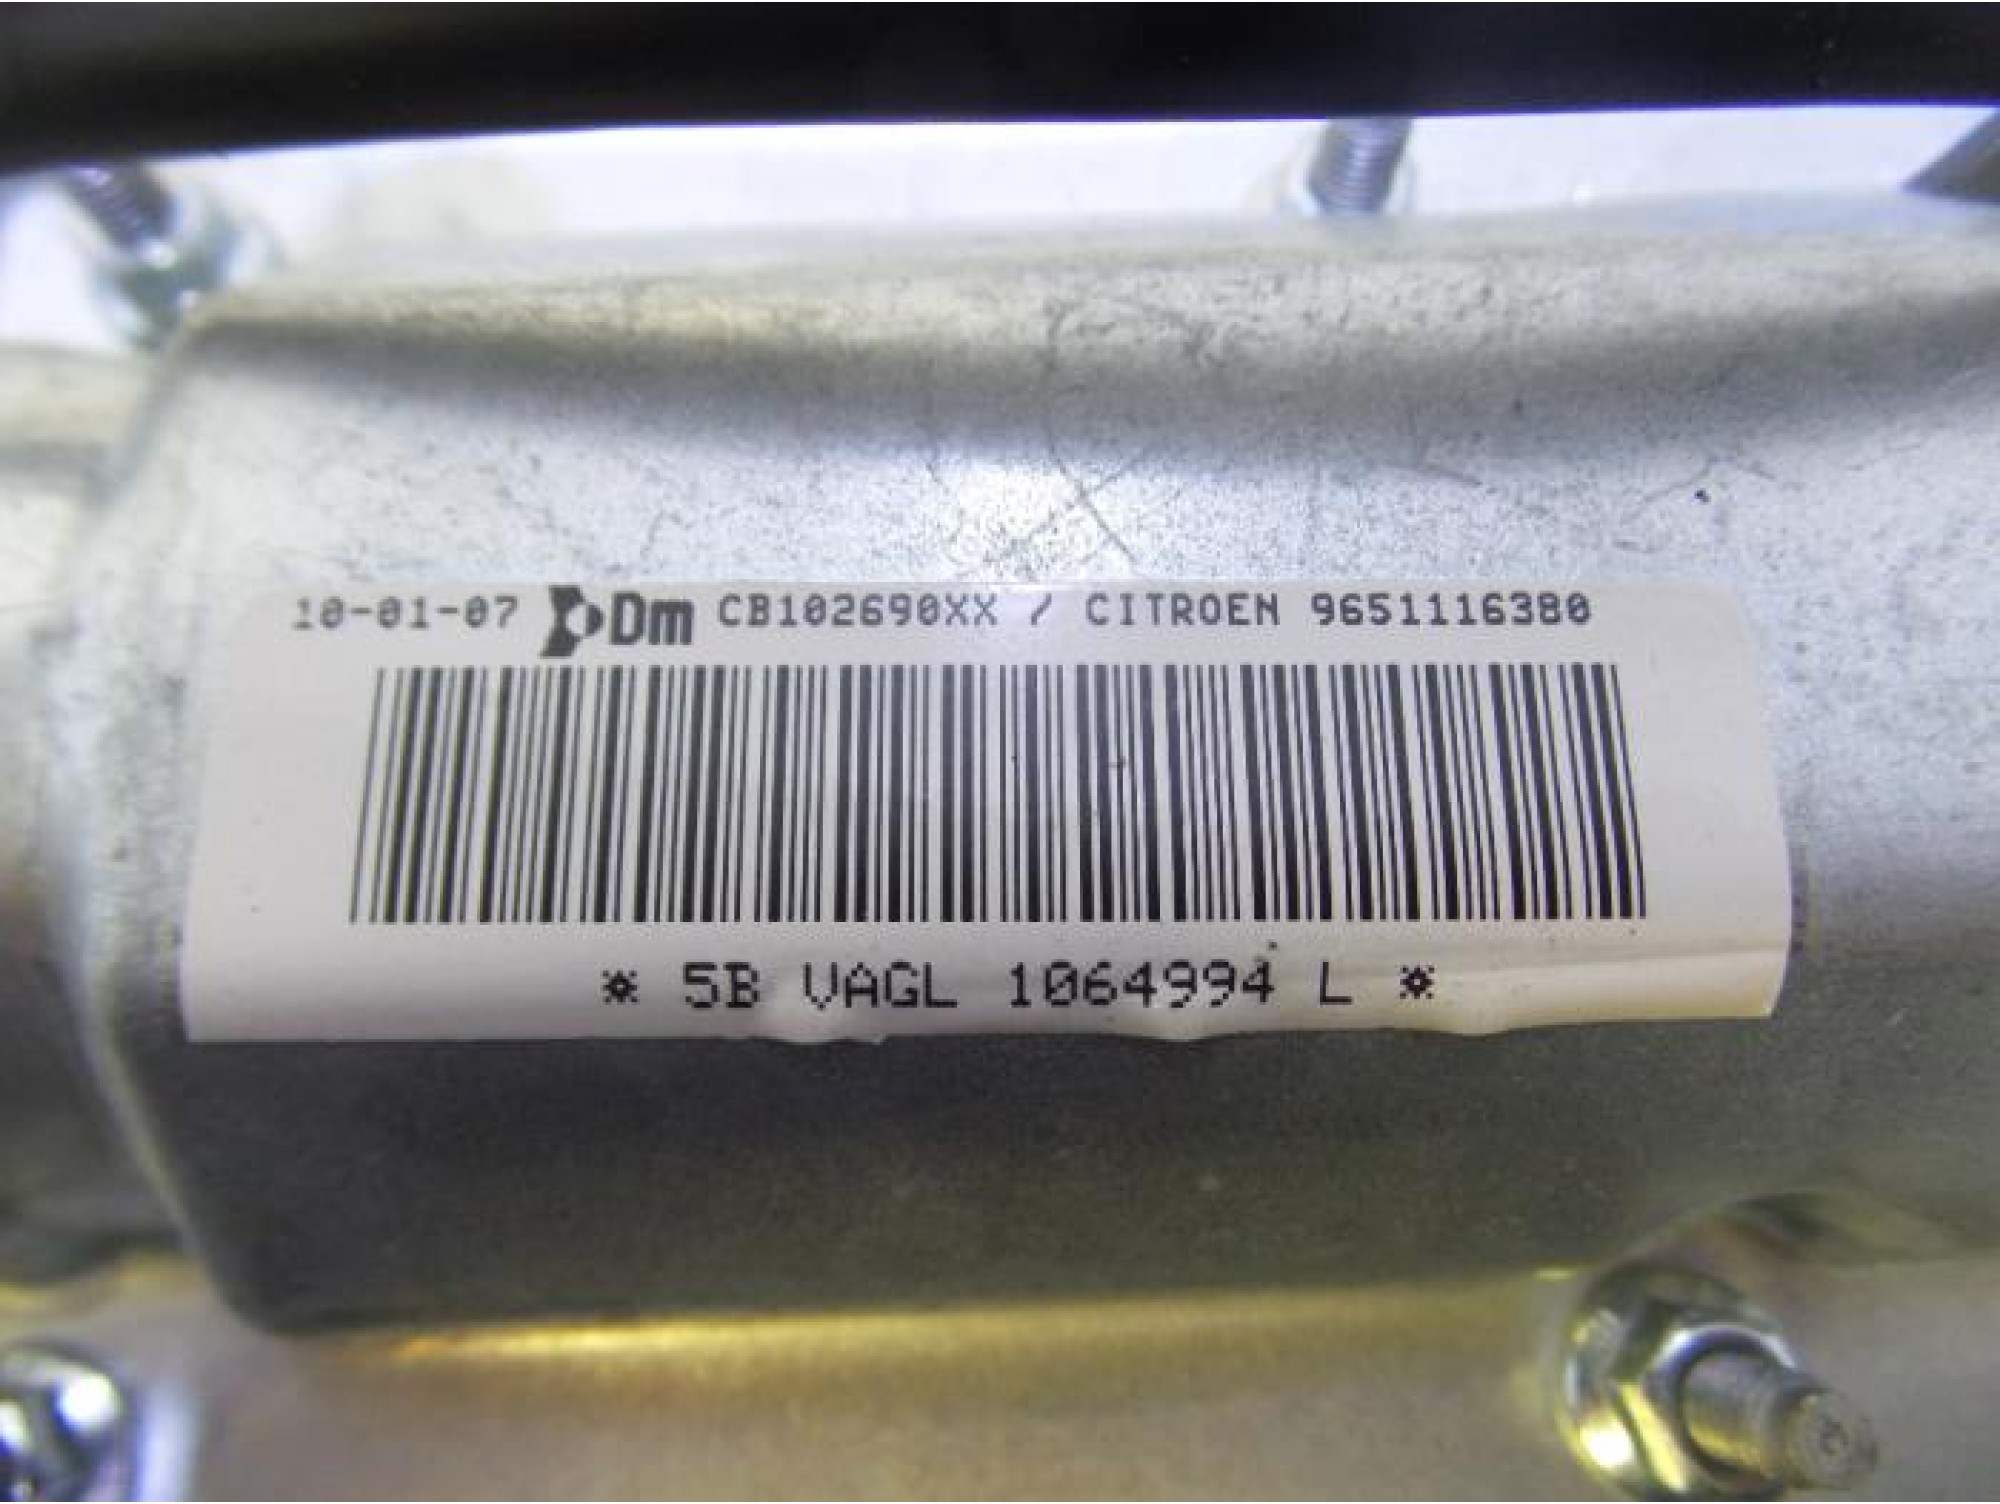 10-01-07 Dm CB102690XX / CITROEN 9651116380
* 5B VAGL 1064994 L *